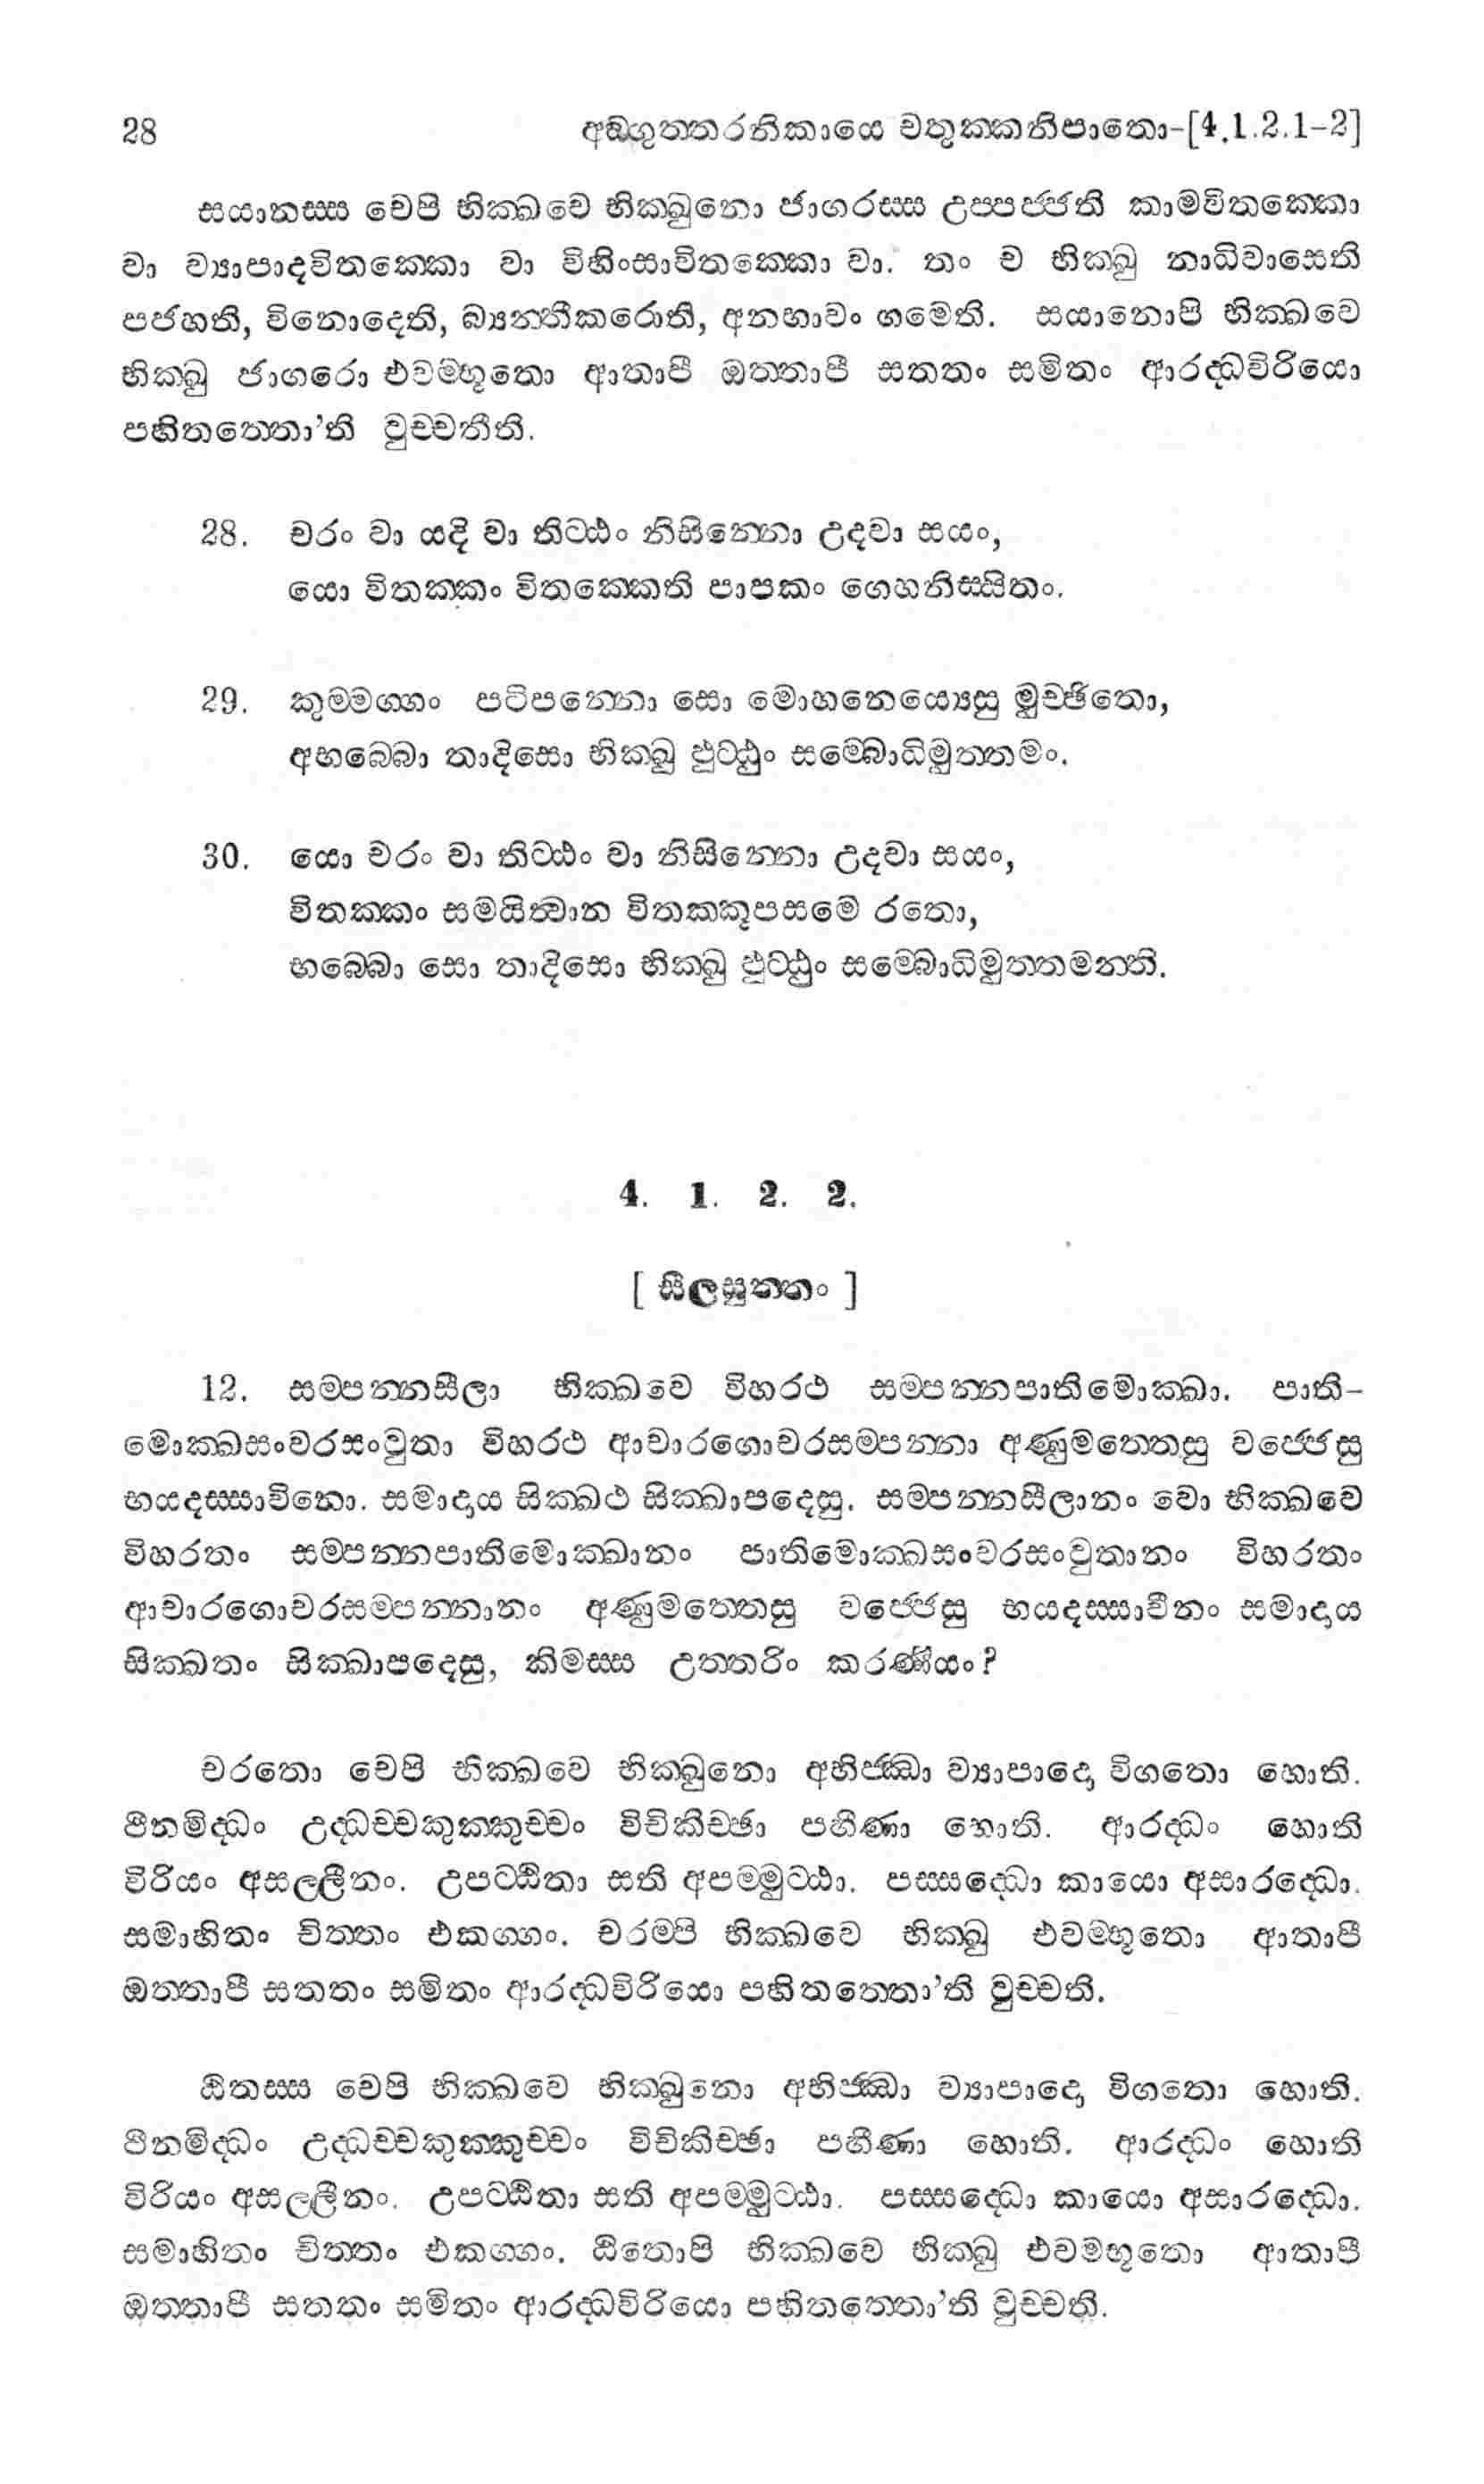 28 අඞ්ගුත්තරනිකායෙ චතුක්කනිපාතො-[4.1.2.1-2]
සයානස්ස චෙපි භික්ඛවෙ භික්ඛුනො ජාගරස්ස උප්පජ්ජති කාමවිතක්කො
වා ව්‍යාපාදවිතක්කො වා විහිංසාවිතක්කො වා. තං ච භික්ඛු නාධිවාසෙති
පජහති, විනොදෙති, බ්‍යන්තීකරොති, අනභාවං ගමෙති. සයානොපි භික්ඛවෙ
භික්ඛු ජාගරො එවම්භූතො ආතාපී ඔත්තාපී සතතං සමිතං ආරද්ධවිරියො
පහිතත්තො’ති වුච්චතීති.
28. චරං වා යදි වා තිට්ඨං නිසින්නො උදවා සයං,
යො විතක්කං විතක්කෙති පාපකං ගෙහනිස්සිතං.
29. කුම්මග්ගං පටිපන්නො සො මොහනෙය්‍යෙසු මුච්ඡිතො,
අභබ්බො තාදිසො භික්ඛු ඵුට්ඨුං සම්බොධිමුත්තමං.
30. යො චරං වා තිට්ඨං වා නිසින්නො උදවා සයං,
විතක්කං සමයිත්වාන විතක්කූපසමෙ රතො,
භබ්බො සො තාදිසො භික්ඛු ඵුට්ඨුං සම්බොධිමුත්තමන්ති.
4. 1. 2. 2.
[ සීලසුත්තං ]
12. සම්පන්නසීලා භික්ඛවෙ විහරථ සම්පන්නපාතිමොක්ඛා. පාති-
මොක්ඛසංවරසංවුතා විහරථ ආචාරගොචරසම්පන්නා අණුමත්තෙසු වජ්ජෙසු
භයදස්සාවිනො. සමාදාය සික්ඛථ සික්ඛාපදෙසු. සම්පන්නසීලානං වො භික්ඛවෙ
විහරතං සම්පන්නපාතිමොක්ඛානං පාතිමොක්ඛසංවරසංවුතානං විහරතං
ආචාරගොචරසම්පන්නානං අණුමත්තෙසු වජ්ජෙසු භයදස්සාවීනං සමාදාය
සික්ඛතං සික්ඛාපදෙසු, කිමස්ස උත්තරිං කරණීයං?
චරතො චෙපි භික්ඛවෙ භික්ඛුනො අභිජ්ඣා ව්‍යාපාදො විගතො හොති.
ථීනමිද්ධං උද්ධච්චකුක්කුච්චං විචිකිච්ඡා පහීණා හොති. ආරද්ධං හොති
විරියං අසල්ලීනං. උපට්ඨිතා සති අපම්මුට්ඨා. පස්සද්ධො කායො අසාරද්ධො.
සමාහිතං චිත්තං එකග්ගං. චරම්පි භික්ඛවෙ භික්ඛු එවම්භූතො ආතාපී
ඔත්තාපී සතතං සමිතං ආරද්ධවිරියො පහිතත්තො’ති වුච්චති.
ඨිතස්ස චෙපි භික්ඛවෙ භික්ඛුනො අභිජ්ඣා ව්‍යාපාදො විගතො හොති.
ථීනමිද්ධං උද්ධච්චකුක්කුච්චං විචිකිච්ඡා පහීණා හොති. ආරද්ධං හොති
විරියං අසල්ලීනං. උපට්ඨිතා සති අපම්මුට්ඨා. පස්සද්ධො කායො අසාරද්ධො.
සමාහිතං චිත්තං එකග්ගං. ඨිතොපි භික්ඛවෙ භික්ඛු එවම්භූතො ආතාපී
ඔත්තාපී සතතං සමිතං ආරද්ධවිරියො පහිතත්තො’ති වුච්චති.